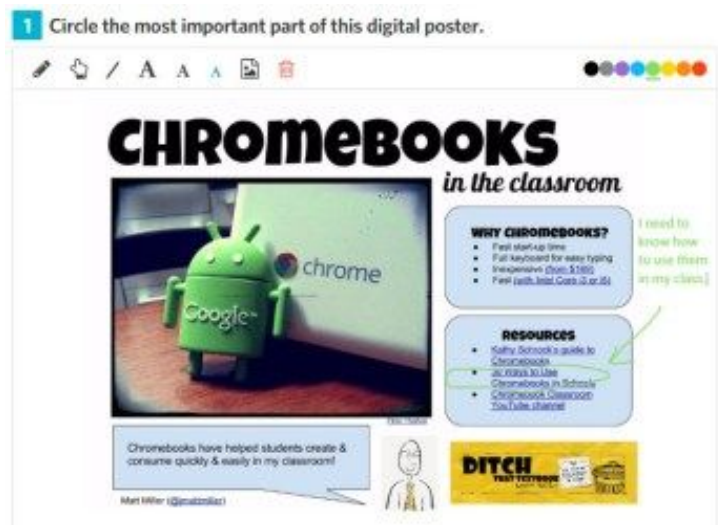 1 Circle the most important part of this digital poster.
A A A
CHROMEBOOKS
in the classroom
chrome
Google
WHY CHROMEBOOKS?
Fast start-up time
Full keyboard for easy typing
Inexpensive (from $169)
Fast (with Intel Core i3 or i5)
I need to
know how
to use them
in my class!
RESOURCES
Kathy Schrock's guide to
Chromebooks
Ways to Use
Chromebooks in Schools
Chromebook Classroom
YouTube channel
Chromebooks have helped students create &
consume quickly & easily in my classroom!
Matt Miller (@jmattmiller)
DITCH
THAT TEXTBOOK